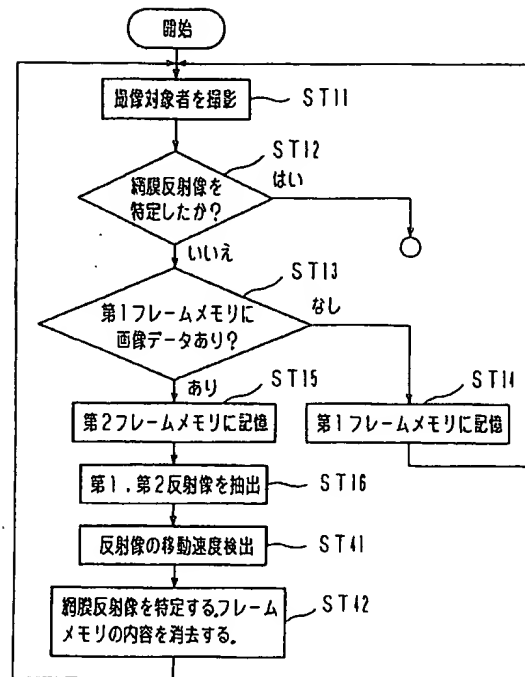 開始
撮像対象者を撮影
ST11
ST12
網膜反射像を
特定したか?
はい
いいえ
ST13
第1フレームメモリに
画像データあり?
なし
あり
ST15
ST14
第2フレームメモリに記憶
第1フレームメモリに記憶
第1.第2反射像を抽出
ST16
反射像の移動速度検出
ST41
網膜反射像を特定する。フレーム
メモリの内容を消去する。
ST42